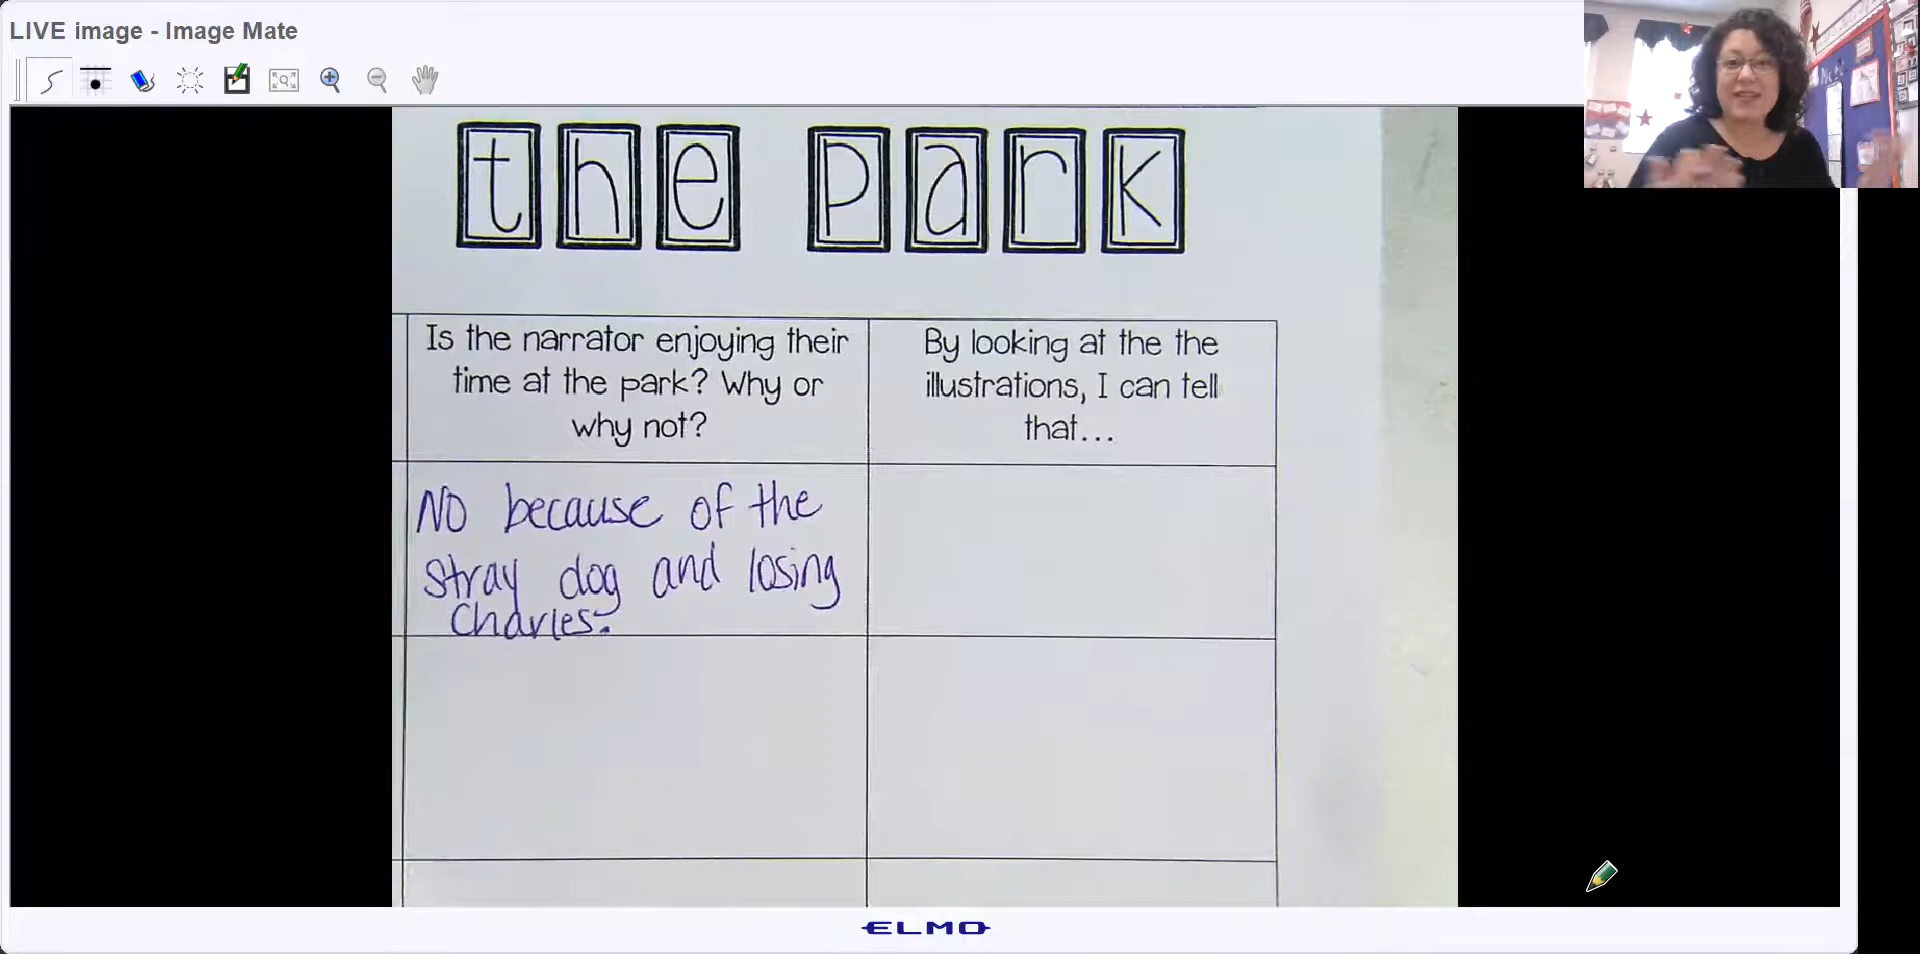 LIVE image - Image Mate
the park
Is the narrator enjoying their
time at the park? Why or
why not?
By looking at the the
illustrations, I can tell
that...
No because of the
stray dog and losing
Charles.
ELMO